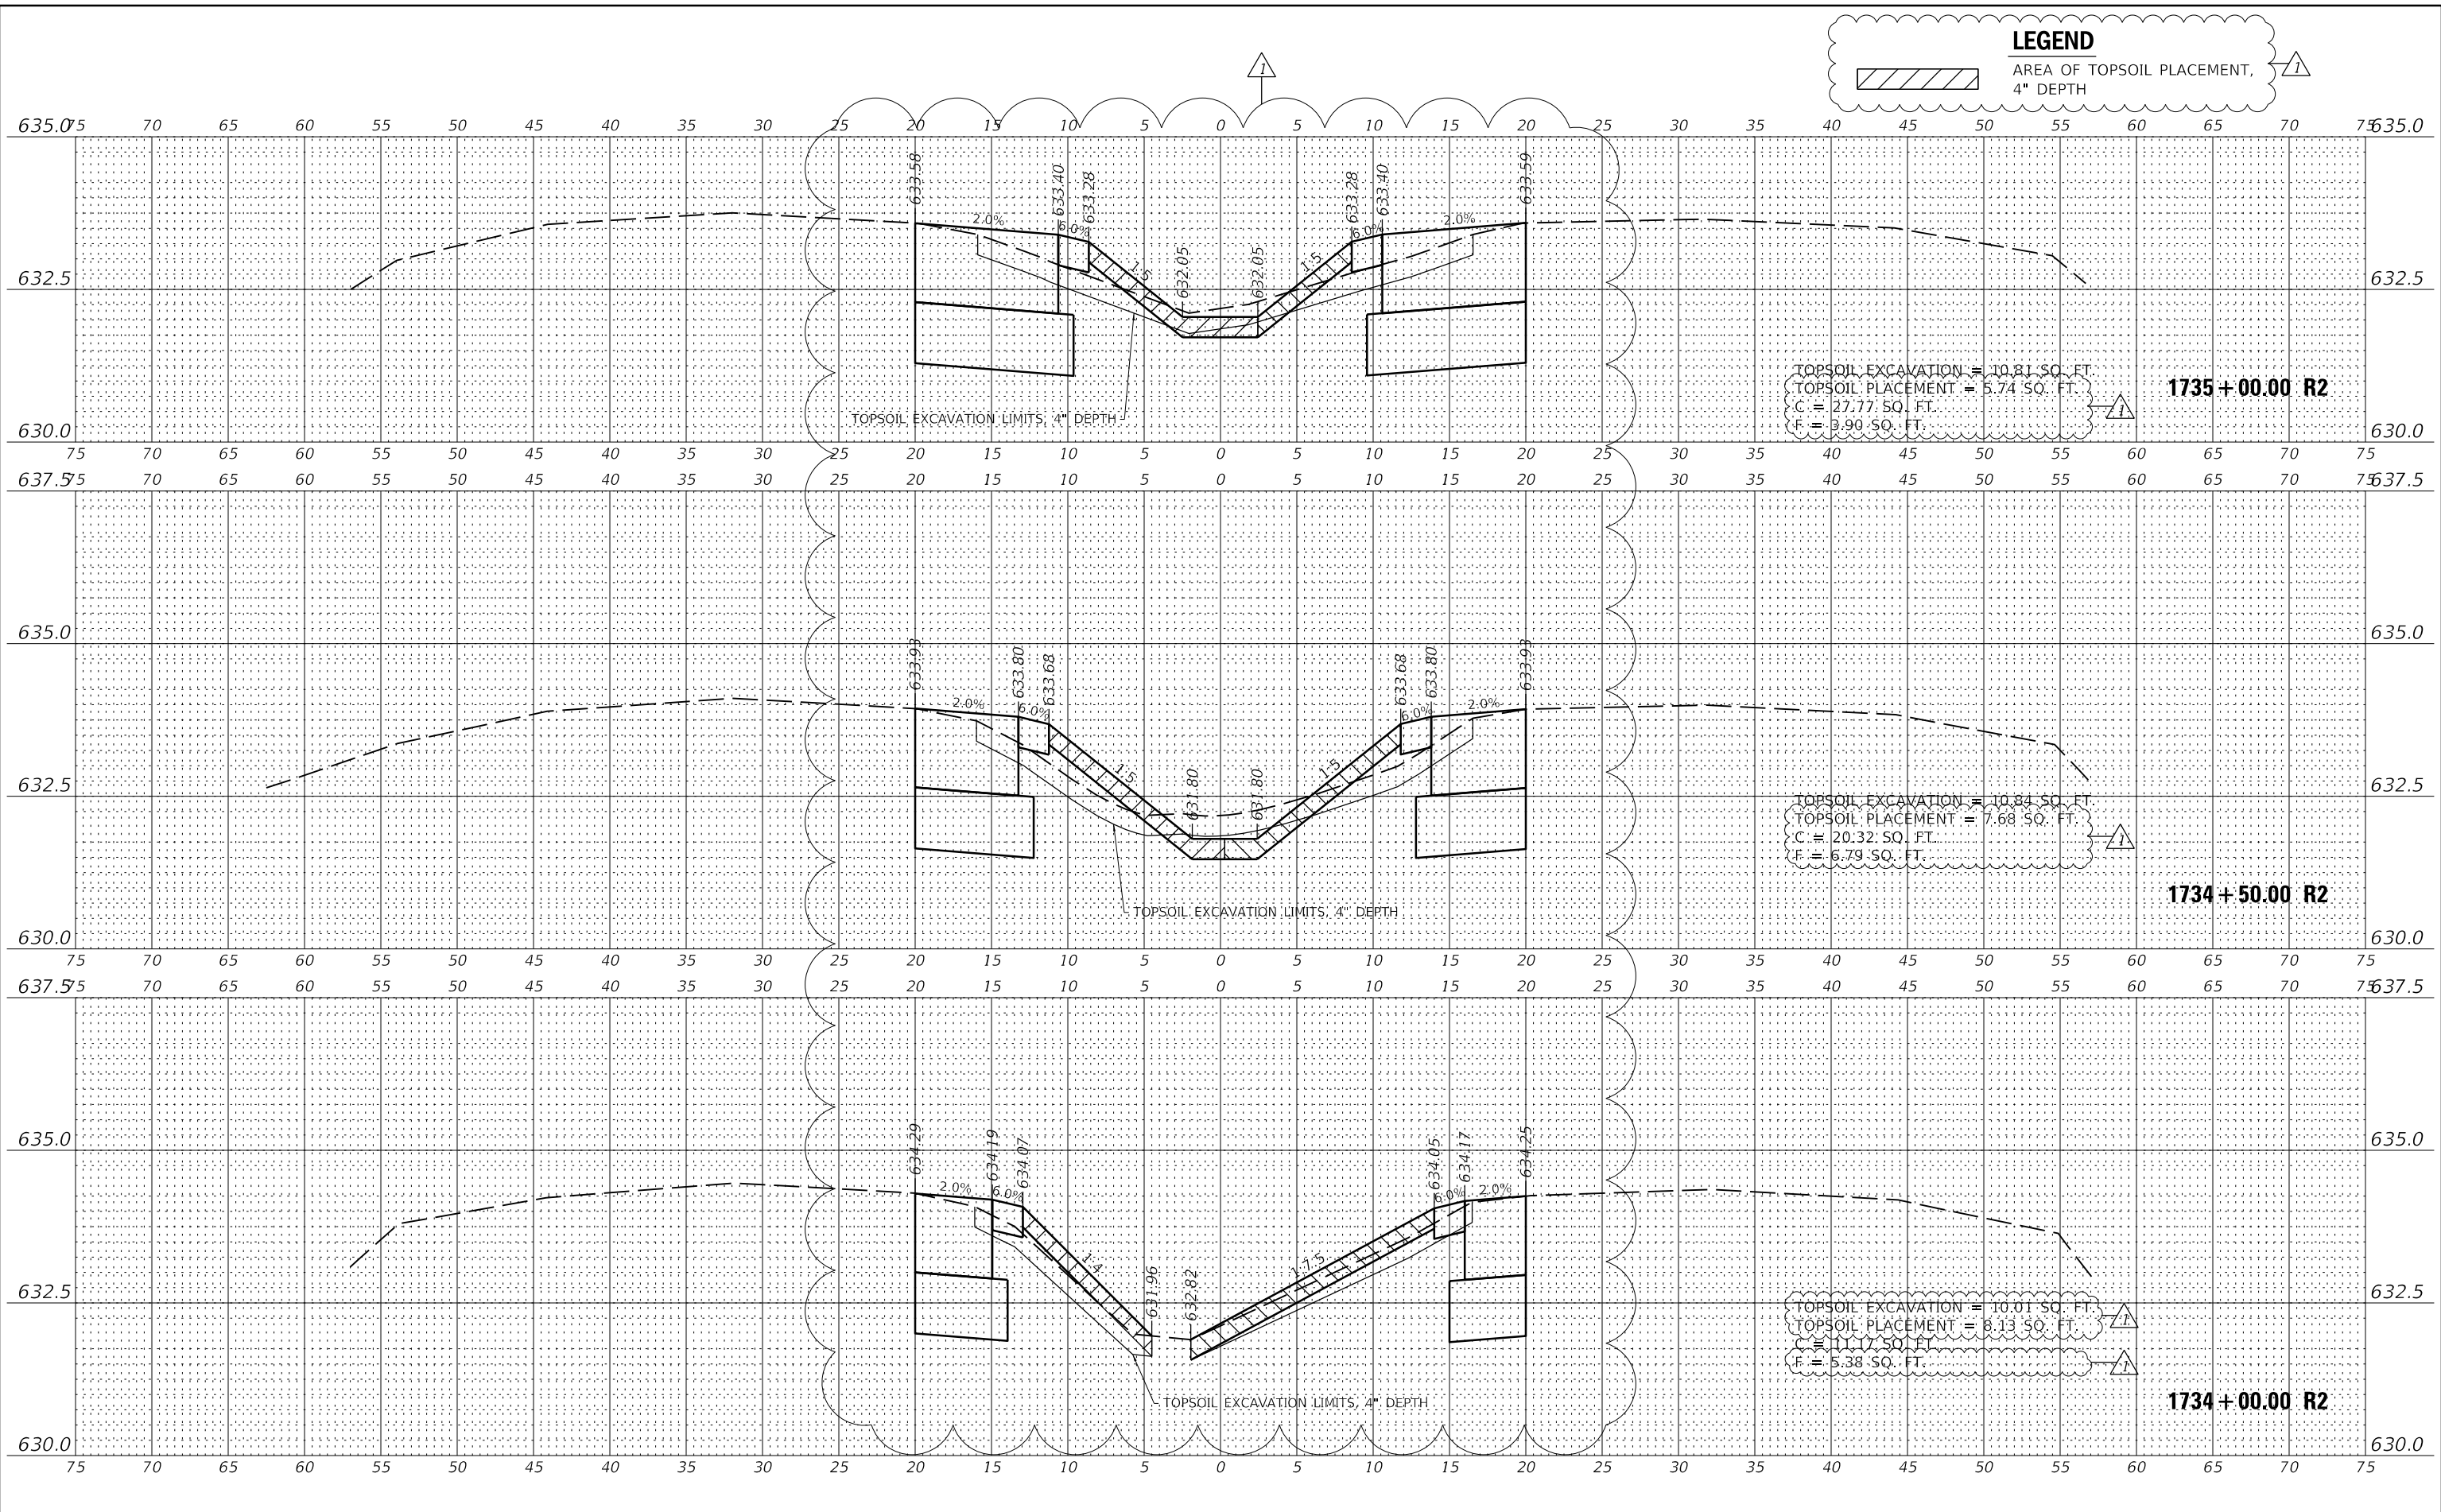 LEGEND
AREA OF TOPSOIL PLACEMENT,
4" DEPTH
1
1
635.0 75 70 65 60 55 50 45 40 35 30 25 20 15 10 5 0 5 10 15 20 25 30 35 40 45 50 55 60 65 70 75 635.0
633.58 633.40 633.28 633.28 633.40 633.59
2.0% 6.0% 6.0% 2.0%
1:5 632.05 632.05 1:5
632.5 632.5
TOPSOIL EXCAVATION LIMITS, 4" DEPTH
TOPSOIL EXCAVATION = 10.81 SQ. FT.
TOPSOIL PLACEMENT = 5.74 SQ. FT.
C = 27.77 SQ. FT.
F = 3.90 SQ. FT.
1
1735+00.00 R2
630.0 630.0
75 70 65 60 55 50 45 40 35 30 25 20 15 10 5 0 5 10 15 20 25 30 35 40 45 50 55 60 65 70 75
637.5 75 70 65 60 55 50 45 40 35 30 25 20 15 10 5 0 5 10 15 20 25 30 35 40 45 50 55 60 65 70 75 637.5
635.0 635.0
633.93 633.80 633.68 633.68 633.80 633.93
2.0% 6.0% 6.0% 2.0%
1:5 631.80 631.80 1:5
632.5 632.5
TOPSOIL EXCAVATION LIMITS, 4" DEPTH
TOPSOIL EXCAVATION = 10.84 SQ. FT.
TOPSOIL PLACEMENT = 7.68 SQ. FT.
C = 20.32 SQ. FT.
F = 6.79 SQ. FT.
1
1734+50.00 R2
630.0 630.0
75 70 65 60 55 50 45 40 35 30 25 20 15 10 5 0 5 10 15 20 25 30 35 40 45 50 55 60 65 70 75
637.5 75 70 65 60 55 50 45 40 35 30 25 20 15 10 5 0 5 10 15 20 25 30 35 40 45 50 55 60 65 70 75 637.5
635.0 635.0
634.29 634.19 634.07 634.05 634.17 634.25
2.0% 6.0% 6.0% 2.0%
1:4 631.96 632.82 1:7.5
632.5 632.5
TOPSOIL EXCAVATION LIMITS, 4" DEPTH
TOPSOIL EXCAVATION = 10.01 SQ. FT.
TOPSOIL PLACEMENT = 8.13 SQ. FT.
C = 11.17 SQ. FT.
F = 5.38 SQ. FT.
1
1
1734+00.00 R2
630.0 630.0
75 70 65 60 55 50 45 40 35 30 25 20 15 10 5 0 5 10 15 20 25 30 35 40 45 50 55 60 65 70 75